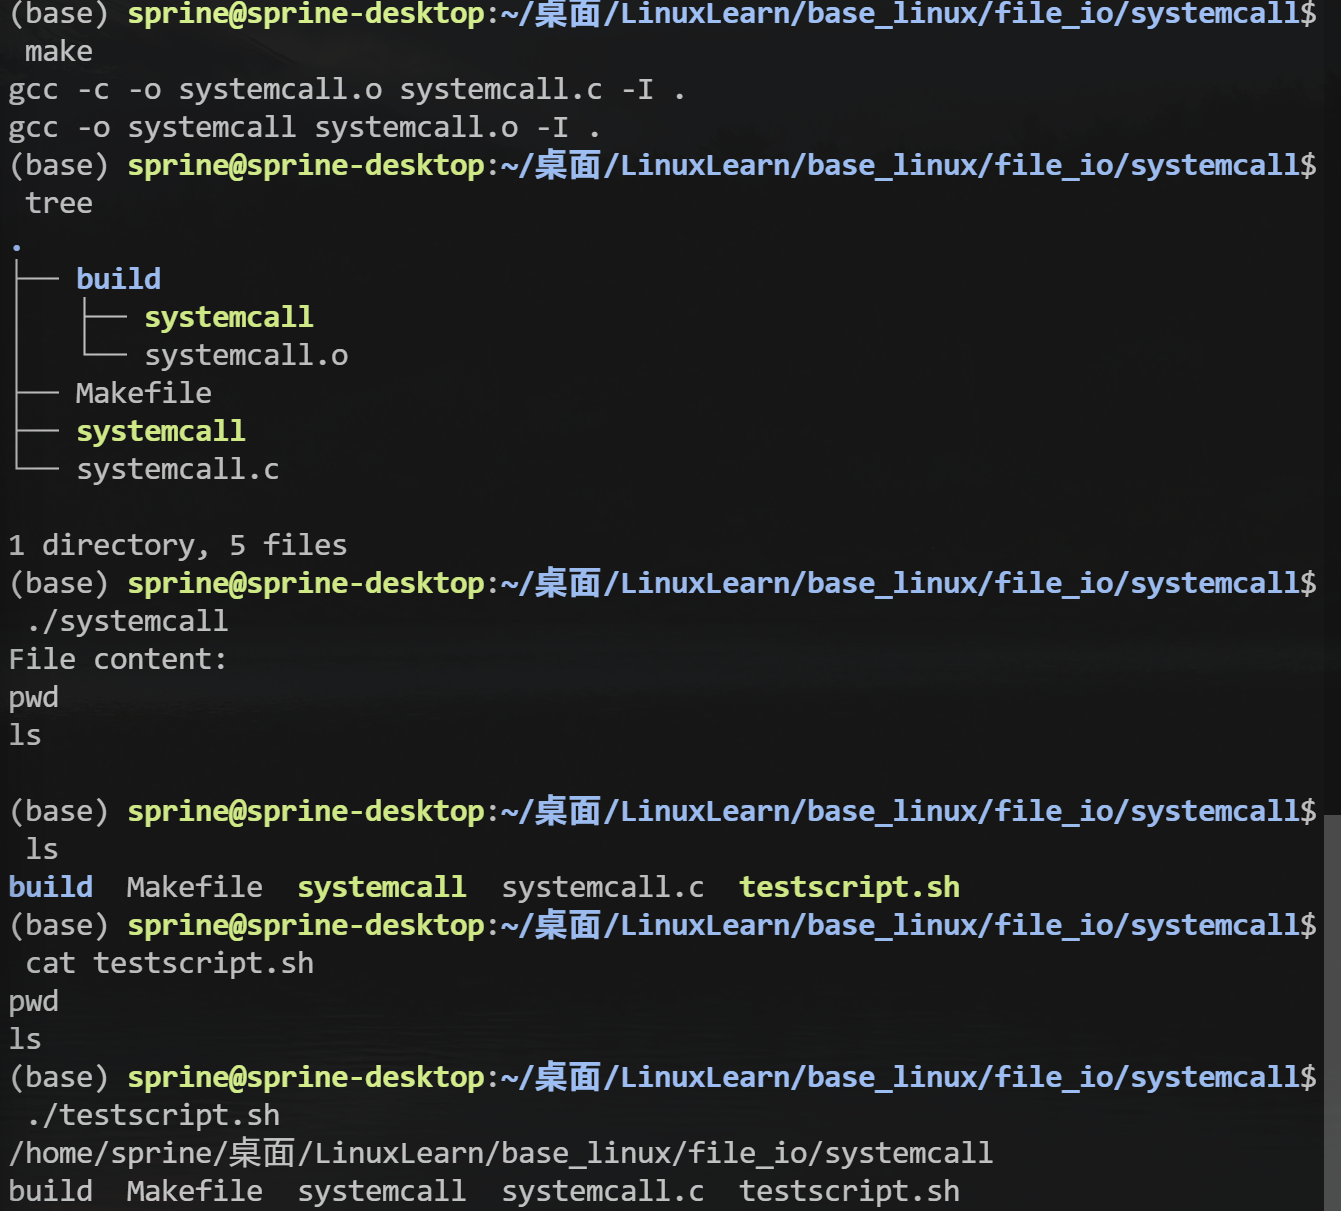 (base) sprine@sprine-desktop:~/桌面/LinuxLearn/base_linux/file_io/systemcall$
 make
gcc -c -o systemcall.o systemcall.c -I .
gcc -o systemcall systemcall.o -I .
(base) sprine@sprine-desktop:~/桌面/LinuxLearn/base_linux/file_io/systemcall$
 tree
.
├── build
│   ├── systemcall
│   └── systemcall.o
├── Makefile
├── systemcall
└── systemcall.c

1 directory, 5 files
(base) sprine@sprine-desktop:~/桌面/LinuxLearn/base_linux/file_io/systemcall$
 ./systemcall
File content:
pwd
ls

(base) sprine@sprine-desktop:~/桌面/LinuxLearn/base_linux/file_io/systemcall$
 ls
build  Makefile  systemcall  systemcall.c  testscript.sh
(base) sprine@sprine-desktop:~/桌面/LinuxLearn/base_linux/file_io/systemcall$
 cat testscript.sh
pwd
ls
(base) sprine@sprine-desktop:~/桌面/LinuxLearn/base_linux/file_io/systemcall$
 ./testscript.sh
/home/sprine/桌面/LinuxLearn/base_linux/file_io/systemcall
build  Makefile  systemcall  systemcall.c  testscript.sh